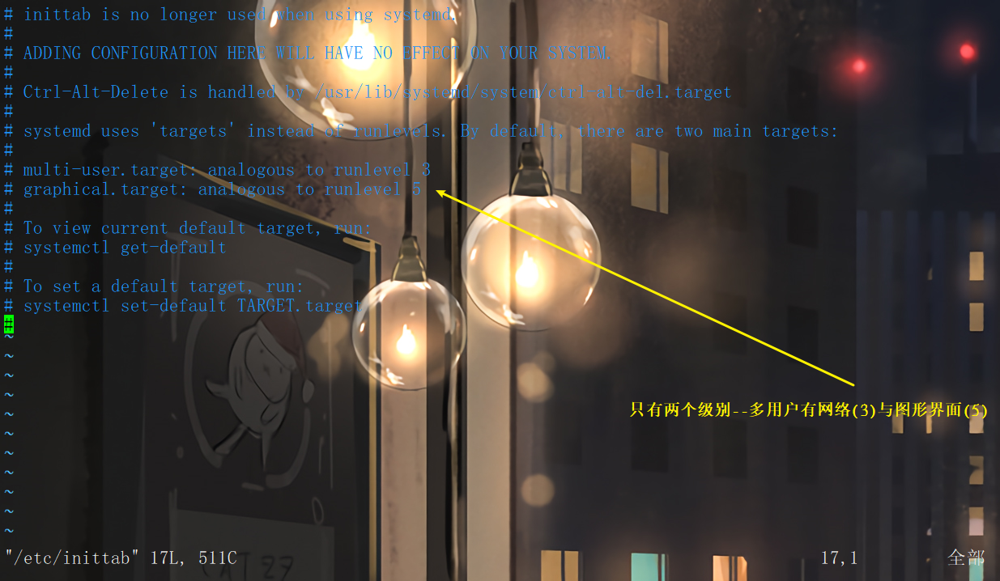 # inittab is no longer used when using systemd.
#
# ADDING CONFIGURATION HERE WILL HAVE NO EFFECT ON YOUR SYSTEM.
#
# Ctrl-Alt-Delete is handled by /usr/lib/systemd/system/ctrl-alt-del.target
#
# systemd uses 'targets' instead of runlevels. By default, there are two main targets:
#
# multi-user.target: analogous to runlevel 3
# graphical.target: analogous to runlevel 5
#
# To view current default target, run:
# systemctl get-default
#
# To set a default target, run:
# systemctl set-default TARGET.target
#
~
~
~
~
~
~
~
~
~
~
~
只有两个级别--多用户有网络(3)与图形界面(5)
"/etc/inittab" 17L, 511C 17,1 全部